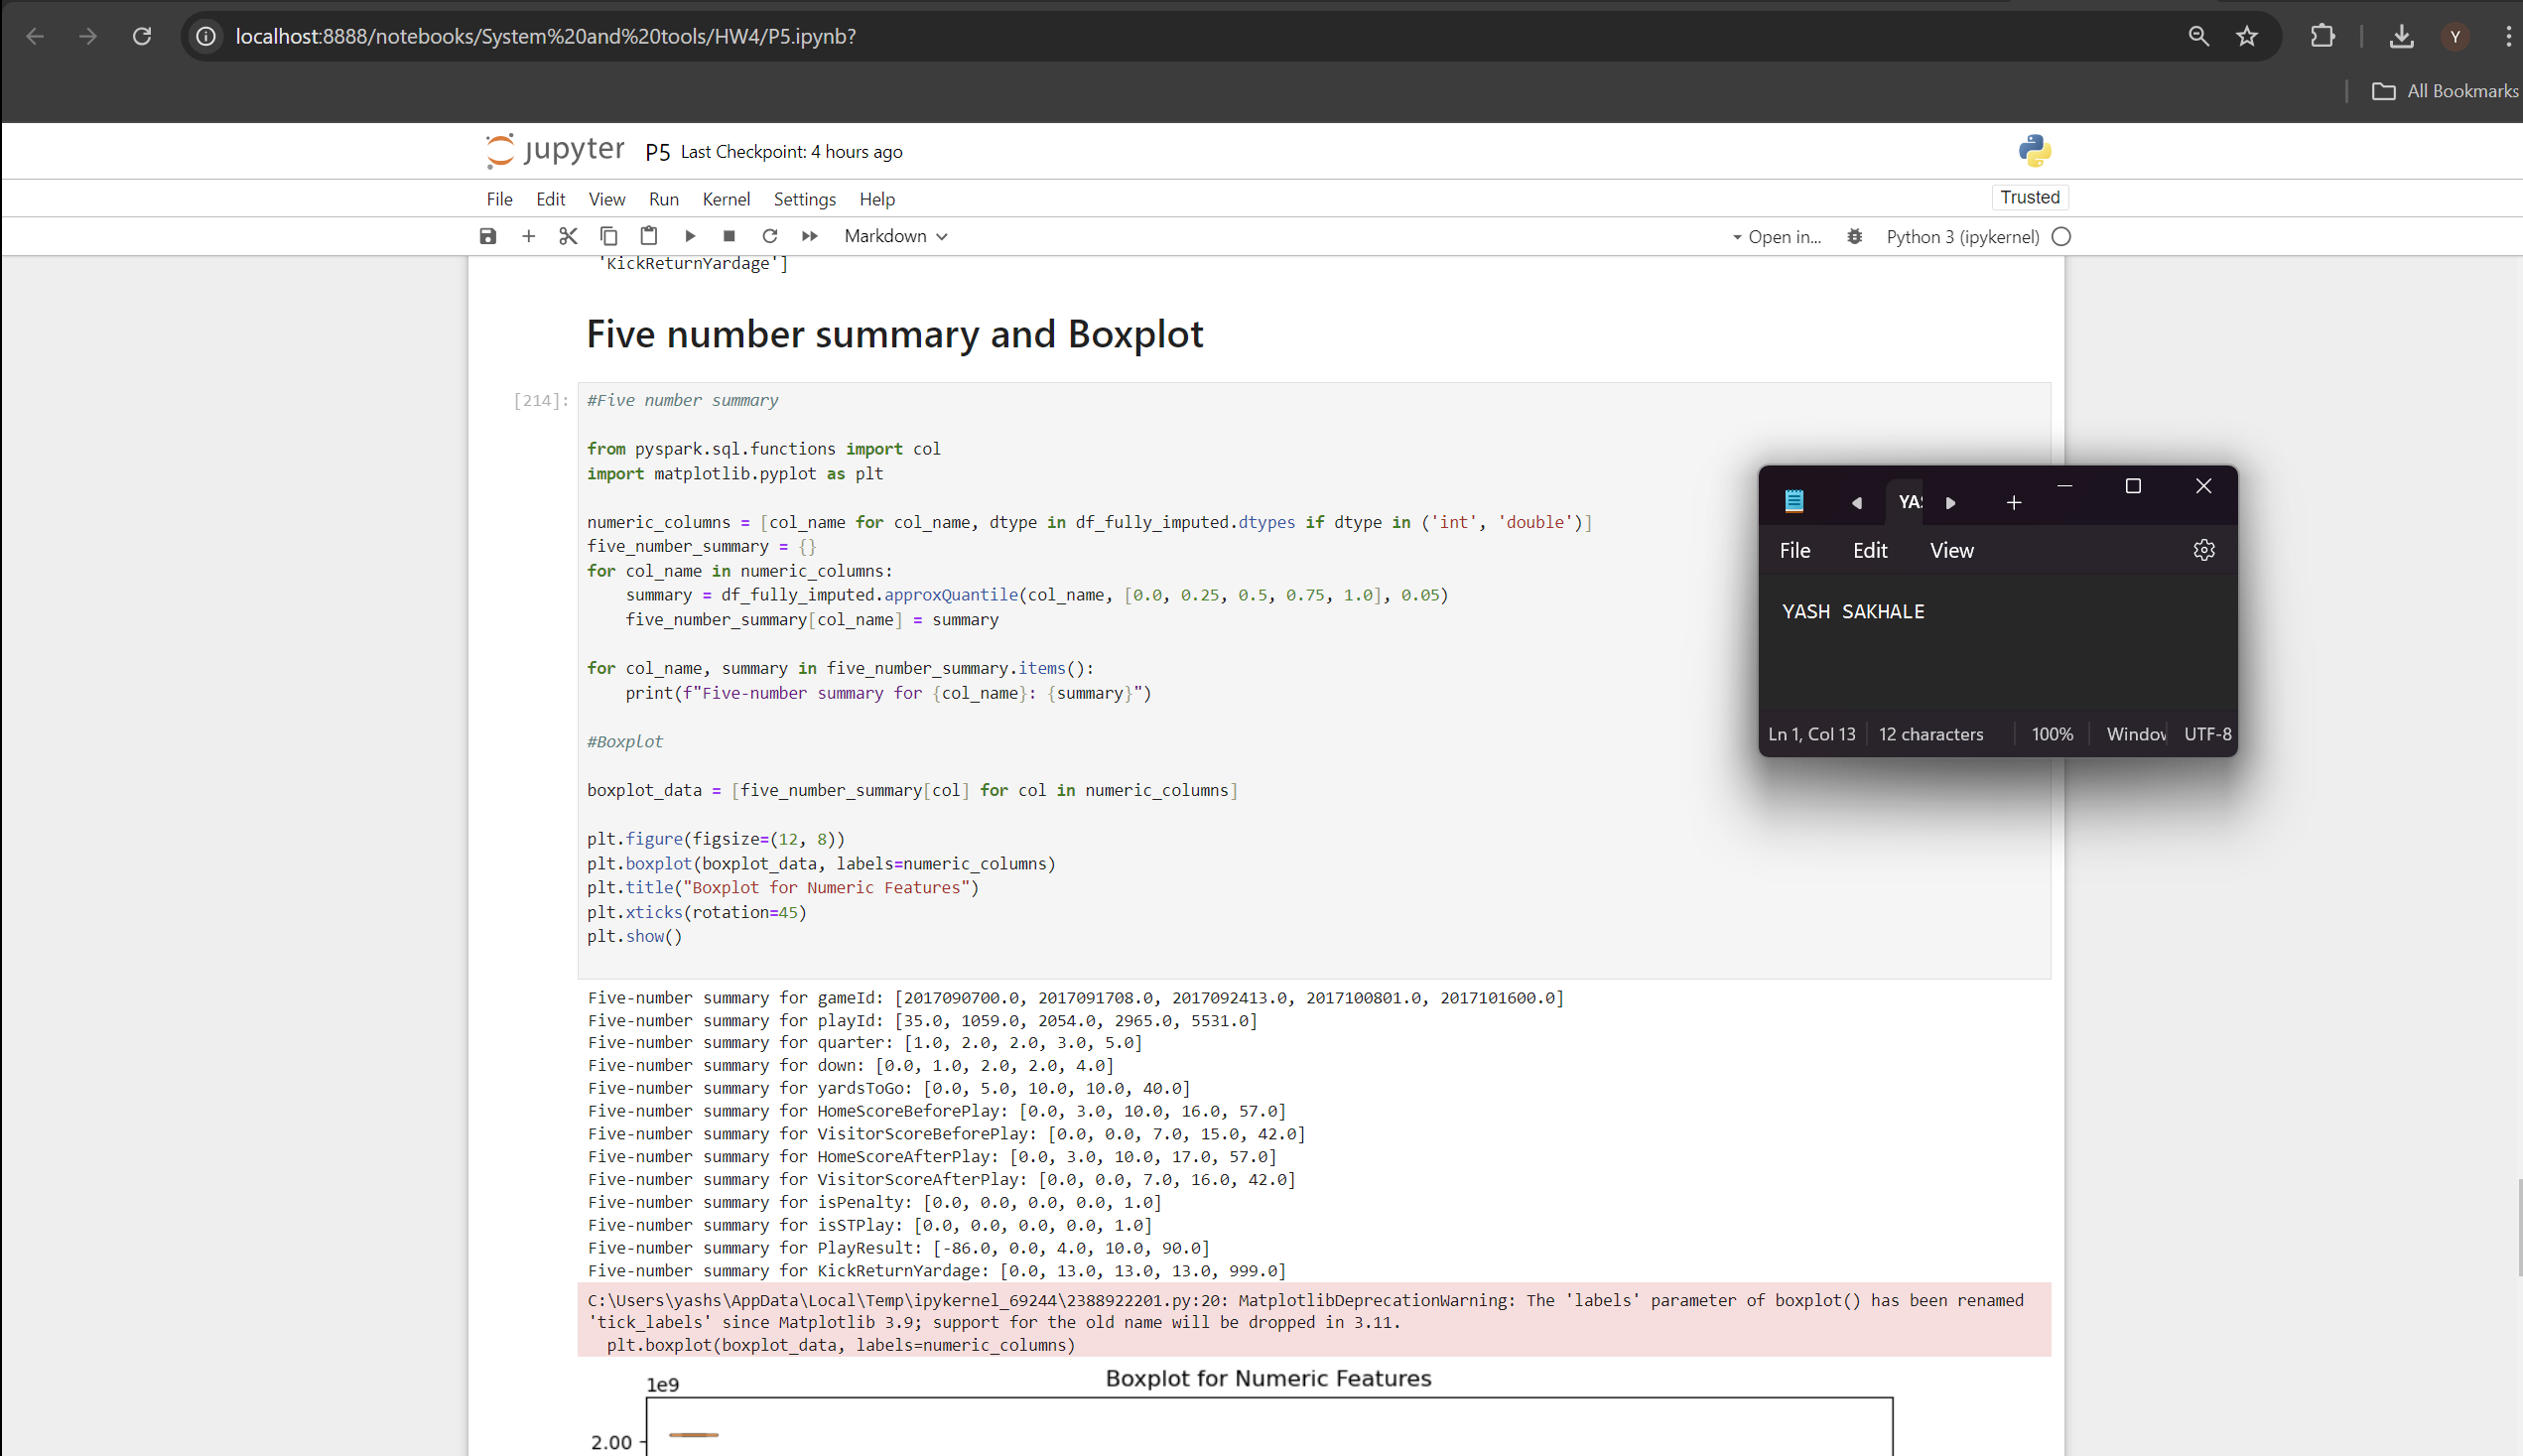 localhost:8888/notebooks/System%20and%20tools/HW4/P5.ipynb?
Y
All Bookmarks
jupyter P5 Last Checkpoint: 4 hours ago
File Edit View Run Kernel Settings Help
Trusted
Markdown
Open in...
Python 3 (ipykernel)
'KickReturnYardage']
Five number summary and Boxplot
[214]:
#Five number summary
from pyspark.sql.functions import col
import matplotlib.pyplot as plt
numeric_columns = [col_name for col_name, dtype in df_fully_imputed.dtypes if dtype in ('int', 'double')]
five_number_summary = {}
for col_name in numeric_columns:
    summary = df_fully_imputed.approxQuantile(col_name, [0.0, 0.25, 0.5, 0.75, 1.0], 0.05)
    five_number_summary[col_name] = summary
for col_name, summary in five_number_summary.items():
    print(f"Five-number summary for {col_name}: {summary}")
#Boxplot
boxplot_data = [five_number_summary[col] for col in numeric_columns]
plt.figure(figsize=(12, 8))
plt.boxplot(boxplot_data, labels=numeric_columns)
plt.title("Boxplot for Numeric Features")
plt.xticks(rotation=45)
plt.show()
YAS
File Edit View
YASH SAKHALE
Ln 1, Col 13
12 characters
100%
Window
UTF-8
Five-number summary for gameId: [2017090700.0, 2017091708.0, 2017092413.0, 2017100801.0, 2017101600.0]
Five-number summary for playId: [35.0, 1059.0, 2054.0, 2965.0, 5531.0]
Five-number summary for quarter: [1.0, 2.0, 2.0, 3.0, 5.0]
Five-number summary for down: [0.0, 1.0, 2.0, 2.0, 4.0]
Five-number summary for yardsToGo: [0.0, 5.0, 10.0, 10.0, 40.0]
Five-number summary for HomeScoreBeforePlay: [0.0, 3.0, 10.0, 16.0, 57.0]
Five-number summary for VisitorScoreBeforePlay: [0.0, 0.0, 7.0, 15.0, 42.0]
Five-number summary for HomeScoreAfterPlay: [0.0, 3.0, 10.0, 17.0, 57.0]
Five-number summary for VisitorScoreAfterPlay: [0.0, 0.0, 7.0, 16.0, 42.0]
Five-number summary for isPenalty: [0.0, 0.0, 0.0, 0.0, 1.0]
Five-number summary for isSTPlay: [0.0, 0.0, 0.0, 0.0, 1.0]
Five-number summary for PlayResult: [-86.0, 0.0, 4.0, 10.0, 90.0]
Five-number summary for KickReturnYardage: [0.0, 13.0, 13.0, 13.0, 999.0]
C:\Users\yashs\AppData\Local\Temp\ipykernel_69244\2388922201.py:20: MatplotlibDeprecationWarning: The 'labels' parameter of boxplot() has been renamed
'tick_labels' since Matplotlib 3.9; support for the old name will be dropped in 3.11.
  plt.boxplot(boxplot_data, labels=numeric_columns)
Boxplot for Numeric Features
1e9
2.00